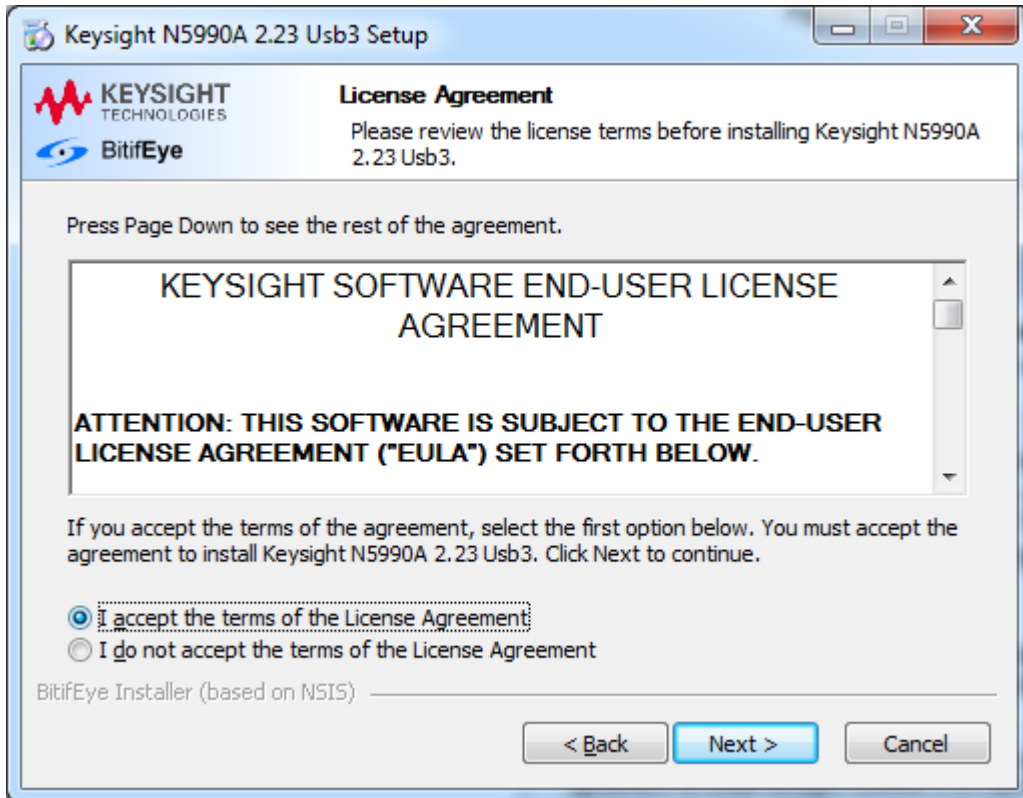 Keysight N5990A 2.23 Usb3 Setup
KEYSIGHT
TECHNOLOGIES
BitifEye
License Agreement
Please review the license terms before installing Keysight N5990A
2.23 Usb3.
Press Page Down to see the rest of the agreement.
KEYSIGHT SOFTWARE END-USER LICENSE
AGREEMENT
ATTENTION: THIS SOFTWARE IS SUBJECT TO THE END-USER
LICENSE AGREEMENT ("EULA") SET FORTH BELOW.
If you accept the terms of the agreement, select the first option below. You must accept the
agreement to install Keysight N5990A 2.23 Usb3. Click Next to continue.
I accept the terms of the License Agreement
I do not accept the terms of the License Agreement
BitifEye Installer (based on NSIS)
< Back
Next >
Cancel